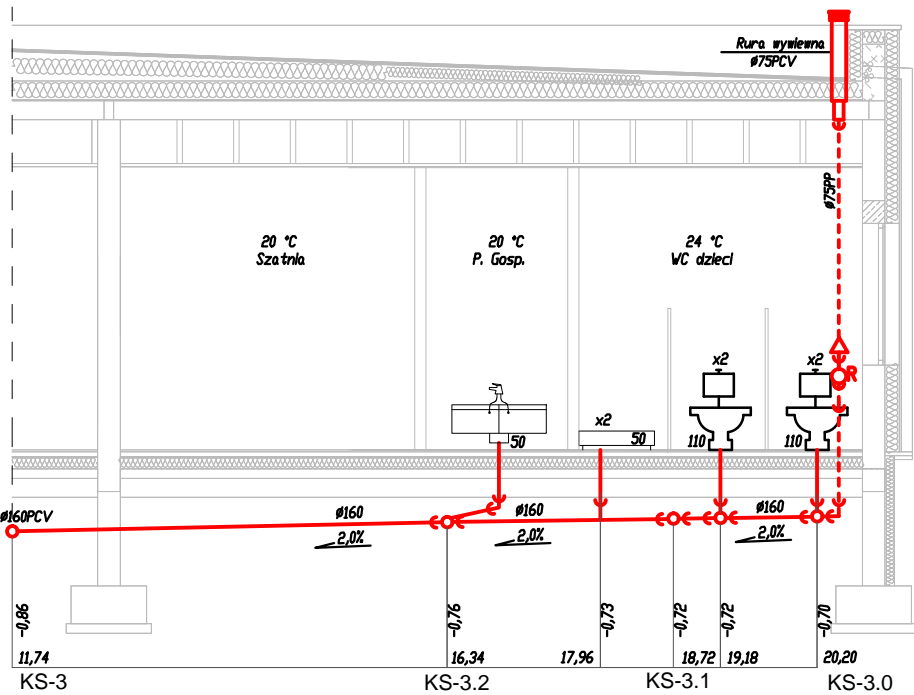 Rura wywiewna
Ø75PCV
Ø75PP
20 °C
Szatnia
20 °C
P. Gosp.
24 °C
WC dzieci
x2
x2
R
x2
50
50
110
110
Ø160PCV
Ø160
Ø160
Ø160
2,0%
2,0%
2,0%
-0,86
-0,76
-0,73
-0,72
-0,72
-0,70
11,74
16,34
17,96
18,72
19,18
20,20
KS-3
KS-3.2
KS-3.1
KS-3.0